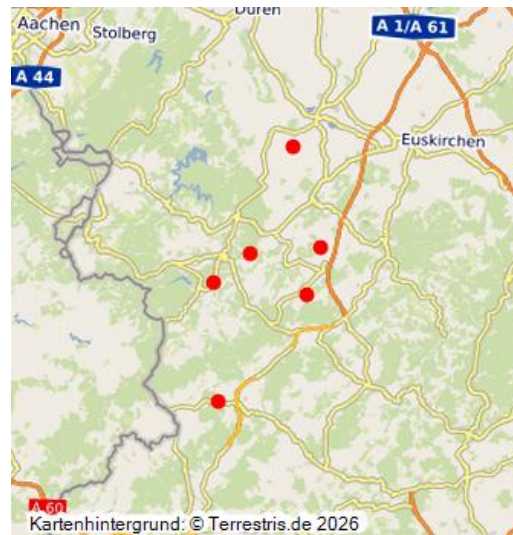 Düren
Aachen
A 1/A 61
Stolberg
A 44
Euskirchen
A 60
Kartenhintergrund: © Terrestris.de 2026